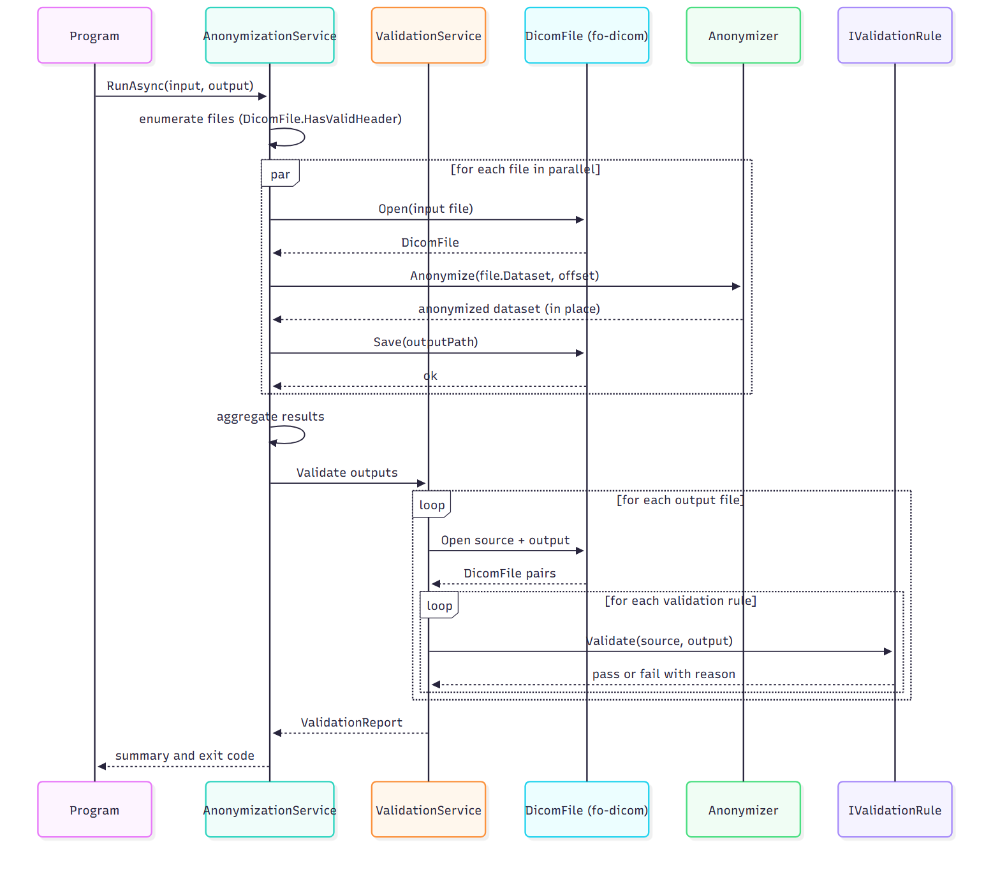 Program
AnonymizationService
ValidationService
DicomFile (fo-dicom)
Anonymizer
IValidationRule
RunAsync(input, output)
enumerate files (DicomFile.HasValidHeader)
par
[for each file in parallel]
Open(input file)
DicomFile
Anonymize(file.Dataset, offset)
anonymized dataset (in place)
Save(outputPath)
ok
aggregate results
Validate outputs
loop
[for each output file]
Open source + output
DicomFile pairs
loop
[for each validation rule]
Validate(source, output)
pass or fail with reason
ValidationReport
summary and exit code
Program
AnonymizationService
ValidationService
DicomFile (fo-dicom)
Anonymizer
IValidationRule